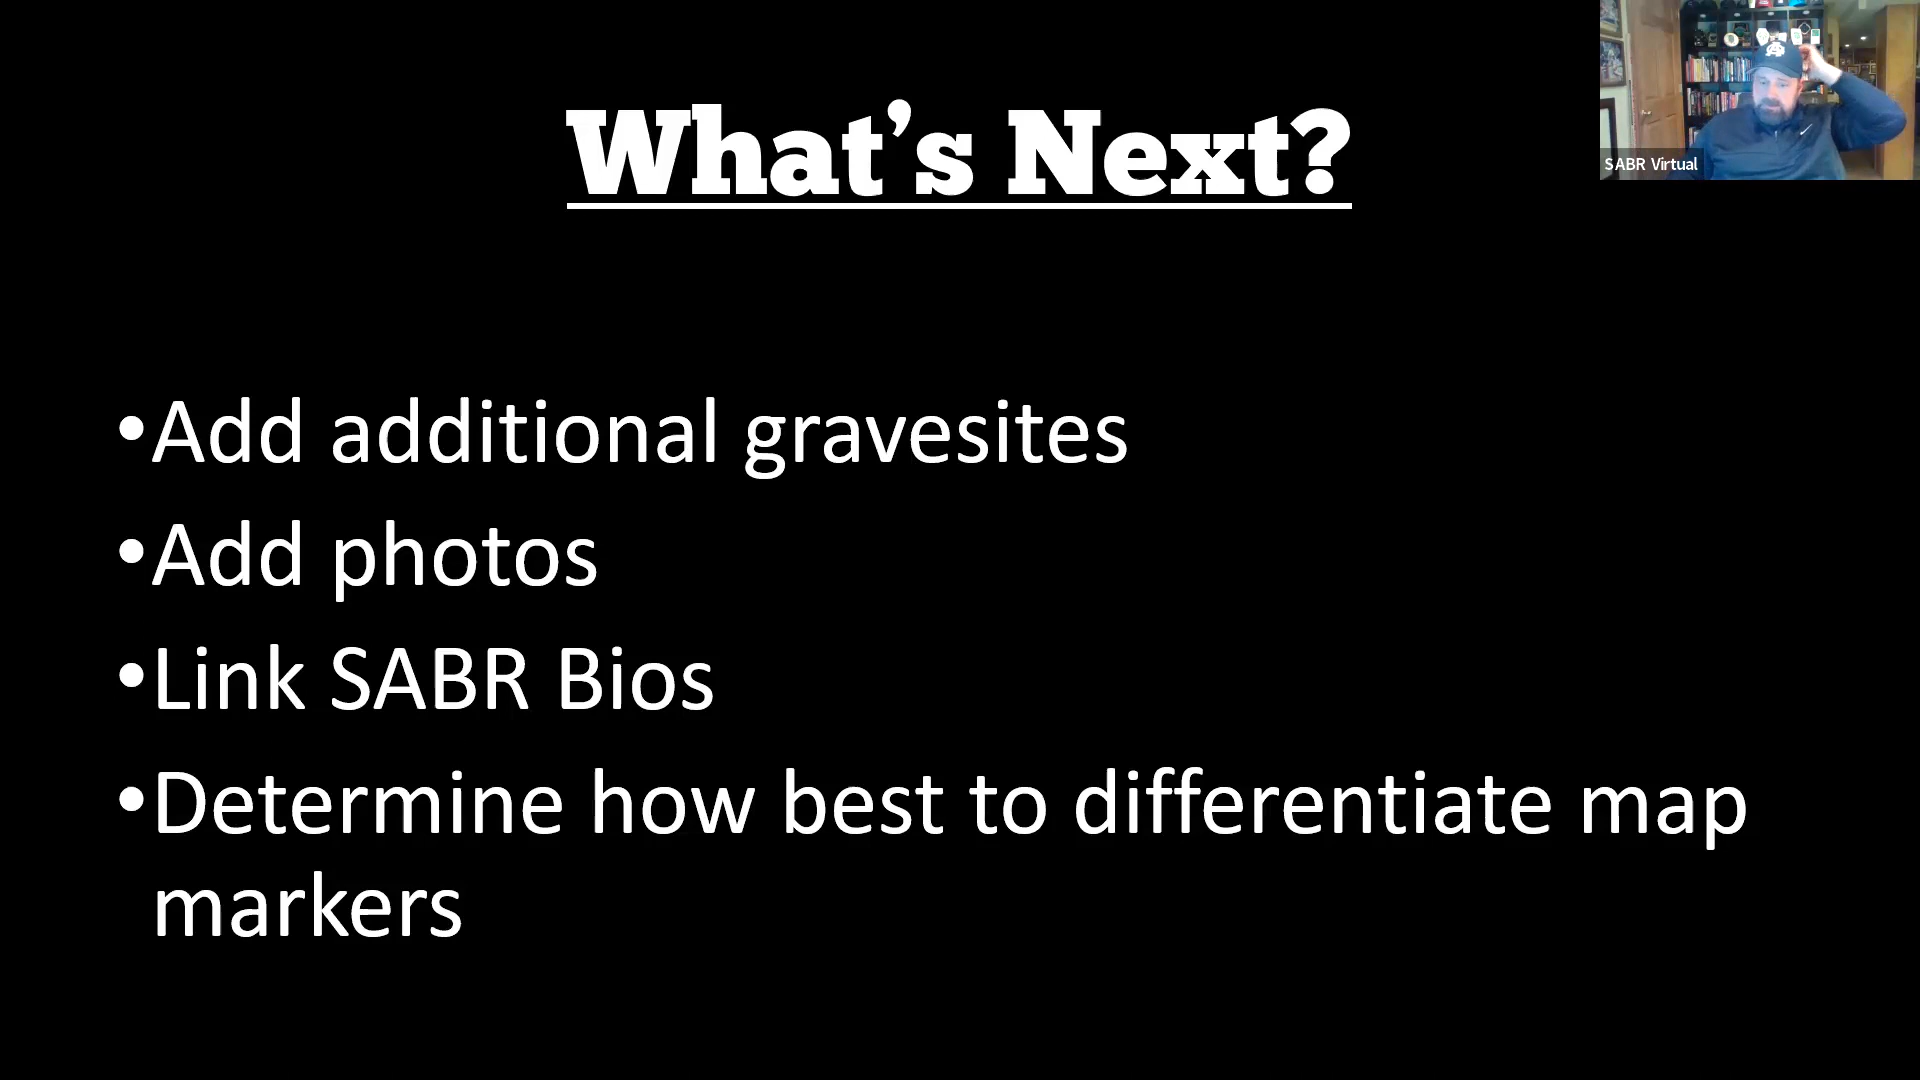 What's Next?
SABR Virtual
•Add additional gravesites
•Add photos
•Link SABR Bios
•Determine how best to differentiate map
markers